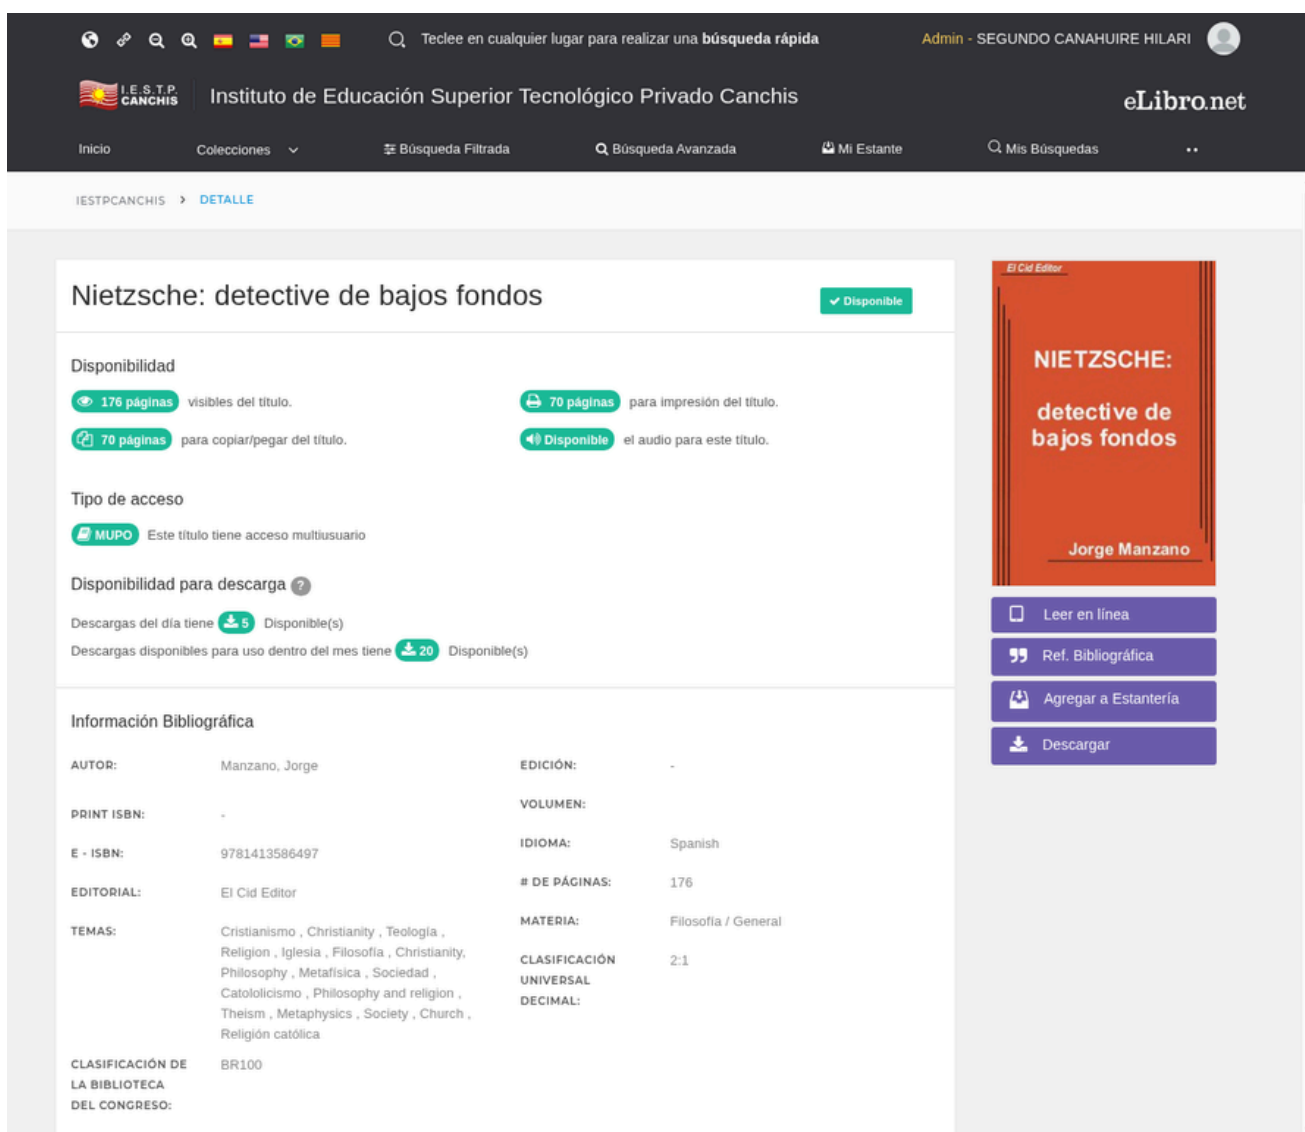 Teclee en cualquier lugar para realizar una búsqueda rápida
Admin - SEGUNDO CANAHUIRE HILARI
I.E.S.T.P.
CANCHIS
Instituto de Educación Superior Tecnológico Privado Canchis
eLibro.net
Inicio Colecciones Búsqueda Filtrada Búsqueda Avanzada Mi Estante Mis Búsquedas ..
IESTPCANCHIS > DETALLE
Nietzsche: detective de bajos fondos
Disponible
Disponibilidad
176 páginas visibles del título.
70 páginas para impresión del título.
70 páginas para copiar/pegar del título.
Disponible el audio para este título.
Tipo de acceso
MUPO Este título tiene acceso multiusuario
Disponibilidad para descarga ?
Descargas del día tiene 5 Disponible(s)
Descargas disponibles para uso dentro del mes tiene 20 Disponible(s)
Información Bibliográfica
AUTOR: Manzano, Jorge
PRINT ISBN: -
E - ISBN: 9781413586497
EDITORIAL: El Cid Editor
TEMAS: Cristianismo , Christianity , Teología ,
Religion , Iglesia , Filosofía , Christianity,
Philosophy , Metafísica , Sociedad ,
Catololicismo , Philosophy and religion ,
Theism , Metaphysics , Society , Church ,
Religión católica
CLASIFICACIÓN DE BR100
LA BIBLIOTECA
DEL CONGRESO:
EDICIÓN: -
VOLUMEN:
IDIOMA: Spanish
# DE PÁGINAS: 176
MATERIA: Filosofía / General
CLASIFICACIÓN 2:1
UNIVERSAL
DECIMAL:
El Cid Editor
NIETZSCHE:
detective de
bajos fondos
Jorge Manzano
Leer en línea
Ref. Bibliográfica
Agregar a Estantería
Descargar